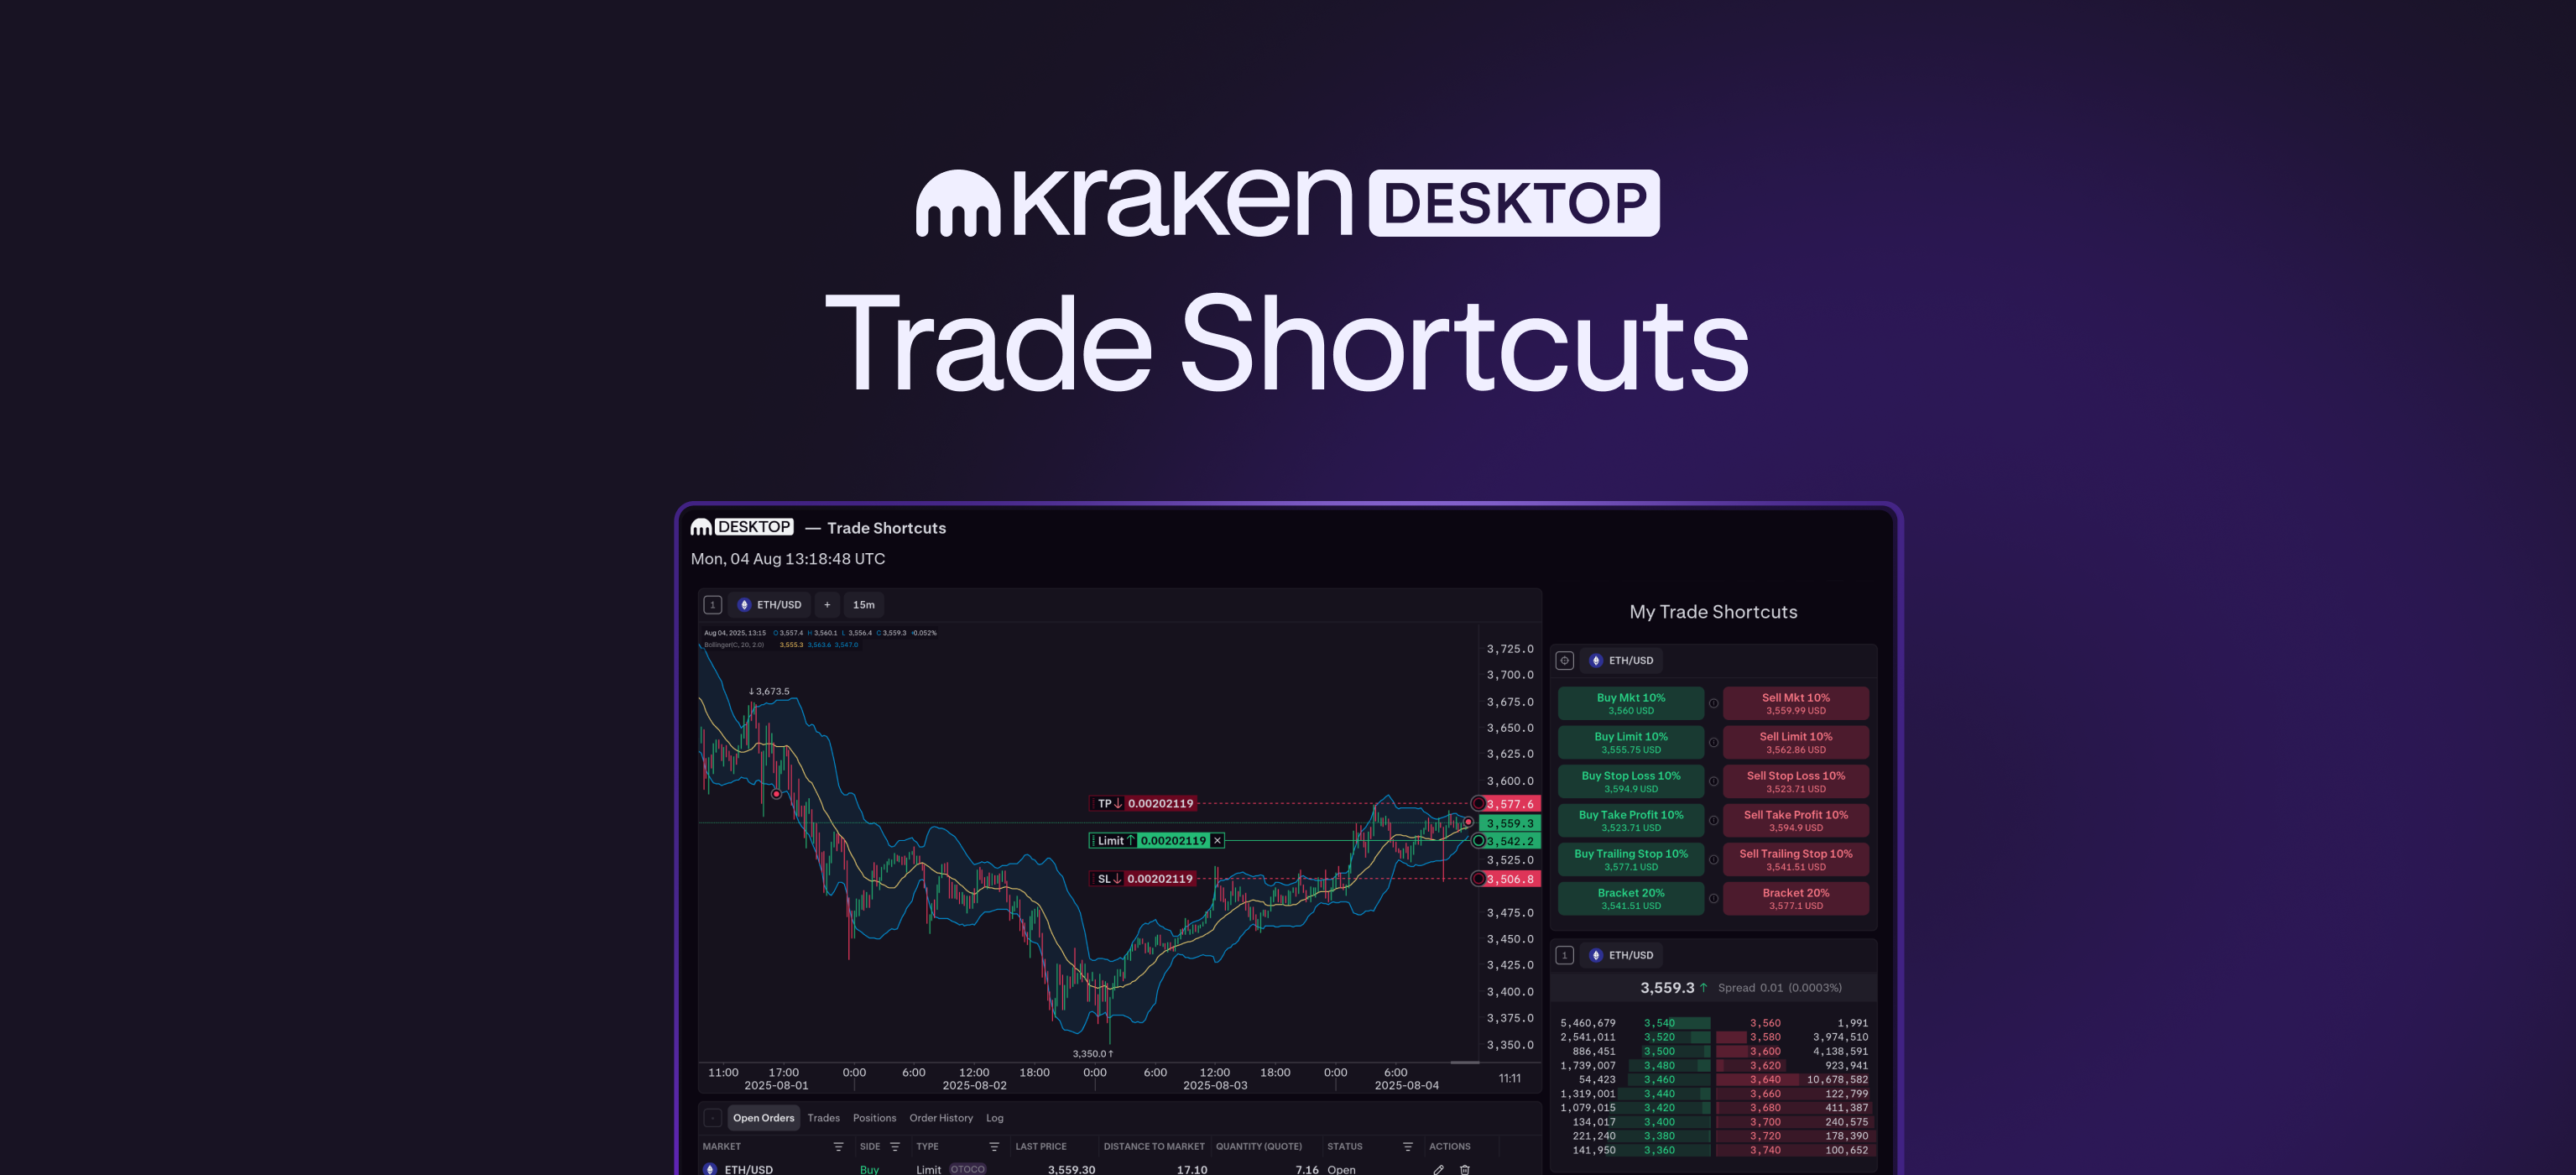 kraken DESKTOP
Trade Shortcuts
DESKTOP — Trade Shortcuts
Mon, 04 Aug 13:18:48 UTC
1 ETH/USD + 15m
Aug 04, 2025, 13:15 O 3,557.4 H 3,560.1 L 3,556.4 C 3,559.3 -0.052%
Bollinger(C, 20, 2.0) 3,555.3 3,563.6 3,547.0
↓ 3,673.5
3,350.0 ↑
TP ↓ 0.00202119
Limit ↑ 0.00202119 ×
SL ↓ 0.00202119
3,725.0
3,700.0
3,675.0
3,650.0
3,625.0
3,600.0
3,577.6
3,559.3
3,542.2
3,525.0
3,506.8
3,475.0
3,450.0
3,425.0
3,400.0
3,375.0
3,350.0
11:00 17:00 0:00 6:00 12:00 18:00 0:00 6:00 12:00 18:00 0:00 6:00
2025-08-01 2025-08-02 2025-08-03 2025-08-04
11:11
My Trade Shortcuts
ETH/USD
Buy Mkt 10% Sell Mkt 10%
3,560 USD 3,559.99 USD
Buy Limit 10% Sell Limit 10%
3,555.75 USD 3,562.86 USD
Buy Stop Loss 10% Sell Stop Loss 10%
3,594.9 USD 3,523.71 USD
Buy Take Profit 10% Sell Take Profit 10%
3,523.71 USD 3,594.9 USD
Buy Trailing Stop 10% Sell Trailing Stop 10%
3,577.1 USD 3,541.51 USD
Bracket 20% Bracket 20%
3,541.51 USD 3,577.1 USD
1 ETH/USD
3,559.3 ↑ Spread 0.01 (0.0003%)
5,460,679 3,540 3,560 1,991
2,541,011 3,520 3,580 3,974,510
886,451 3,500 3,600 4,138,591
1,739,007 3,480 3,620 923,941
54,423 3,460 3,640 10,678,582
1,319,001 3,440 3,660 122,799
1,079,015 3,420 3,680 411,387
134,017 3,400 3,700 240,575
221,240 3,380 3,720 178,390
141,950 3,360 3,740 100,652
Open Orders Trades Positions Order History Log
MARKET SIDE TYPE LAST PRICE DISTANCE TO MARKET QUANTITY (QUOTE) STATUS ACTIONS
ETH/USD Buy Limit OTOCO 3,559.30 17.10 7.16 Open